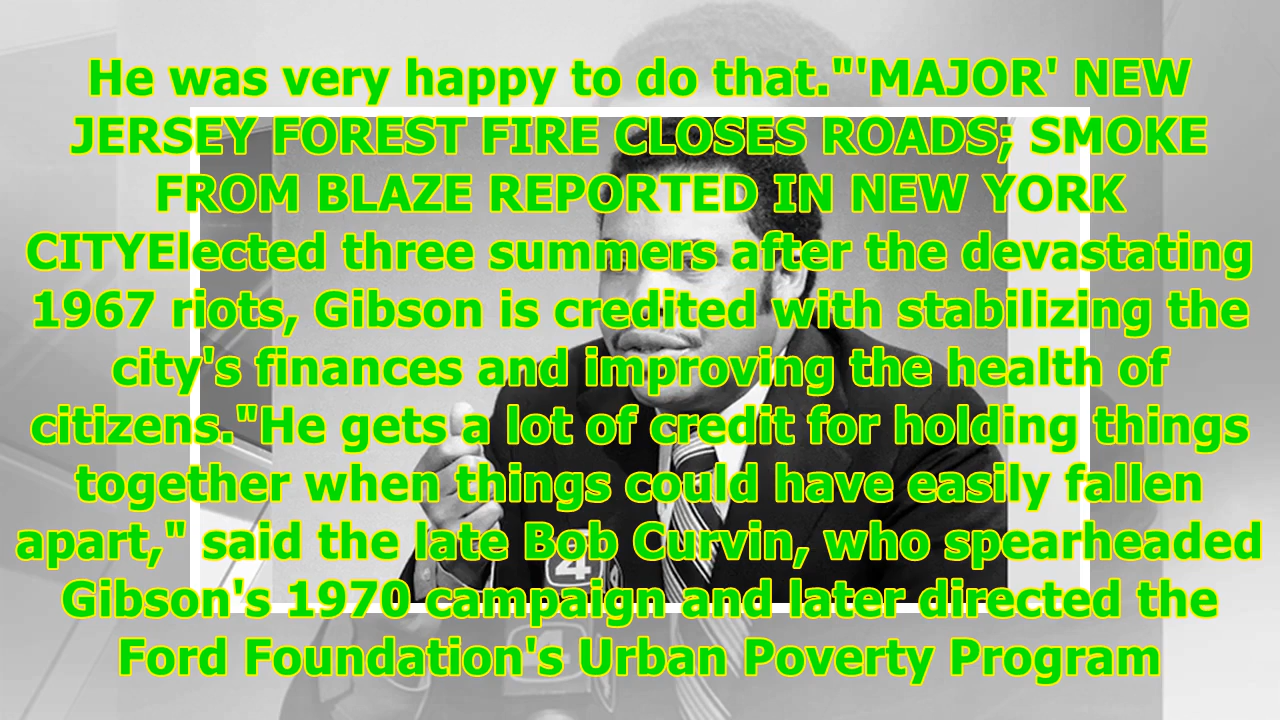 He was very happy to do that."'MAJOR' NEW
JERSEY FOREST FIRE CLOSES ROADS; SMOKE
FROM BLAZE REPORTED IN NEW YORK
CITYElected three summers after the devastating
1967 riots, Gibson is credited with stabilizing the
city's finances and improving the health of
citizens."He gets a lot of credit for holding things
together when things could have easily fallen
apart," said the late Bob Curvin, who spearheaded
Gibson's 1970 campaign and later directed the
Ford Foundation's Urban Poverty Program
4
4